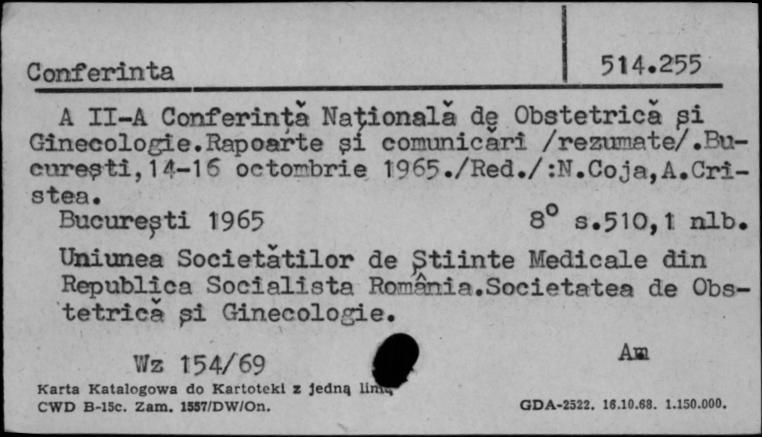 Conferinta 514.255
A II-A Conferință Națională de Obstetrică și
Ginecologie.Rapoarte și comunicări /rezumate/.Bu-
curești,14-16 octombrie 1965./Red./:N.Coja,A.Cri-
stea.
București 1965 8° s.510,1 nlb.
Uniunea Societătilor de Științe Medicale din
Republica Socialista România.Societatea de Obs-
tetrică și Ginecologie.
Wz 154/69 Am
Karta Katalogowa do Kartoteki z jedną linią
CWD B-15c. Zam. 1557/DW/On. GDA-2522. 16.10.68. 1.150.000.